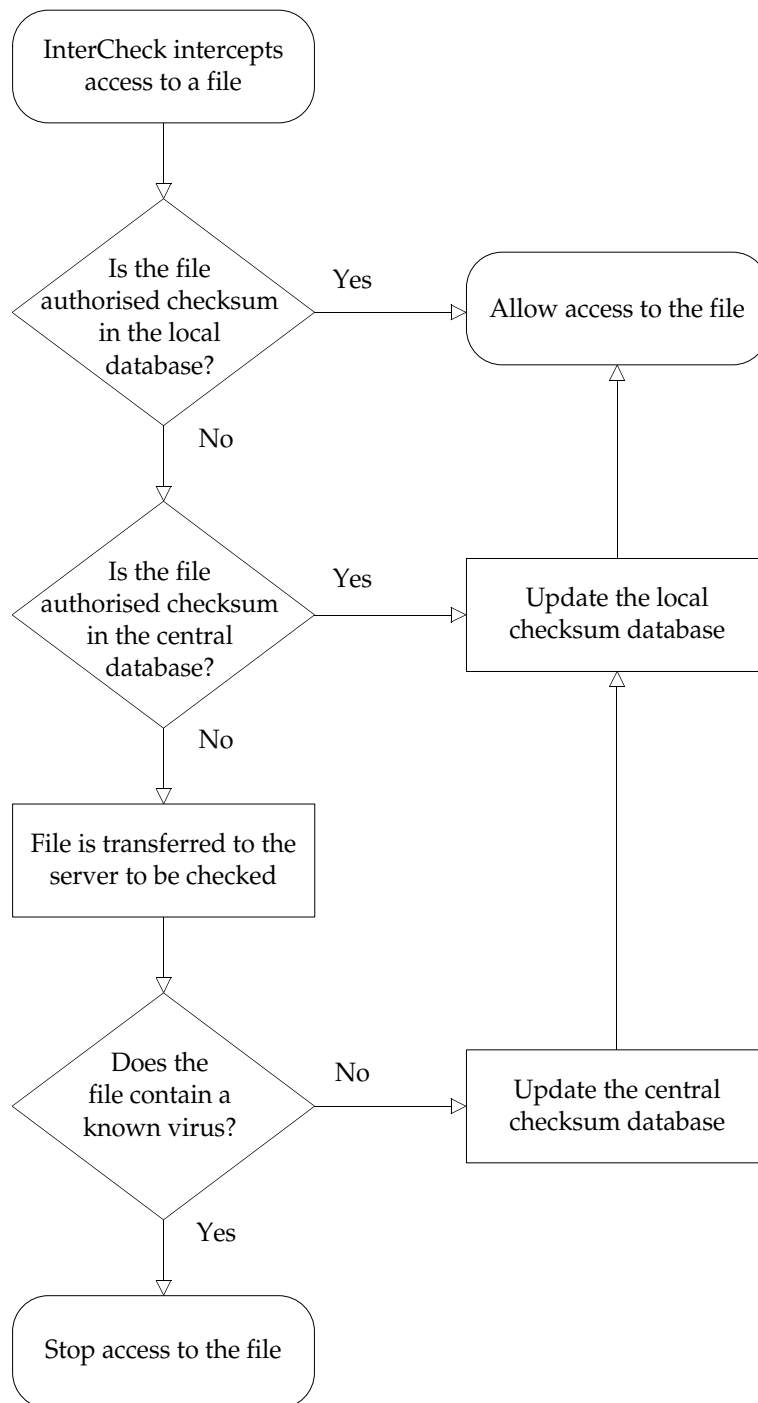 InterCheck intercepts
access to a file
Is the file
authorised checksum
in the local
database?
Yes
Allow access to the file
No
Is the file
authorised checksum
in the central
database?
Yes
Update the local
checksum database
No
File is transferred to the
server to be checked
Does the
file contain a
known virus?
No
Update the central
checksum database
Yes
Stop access to the file